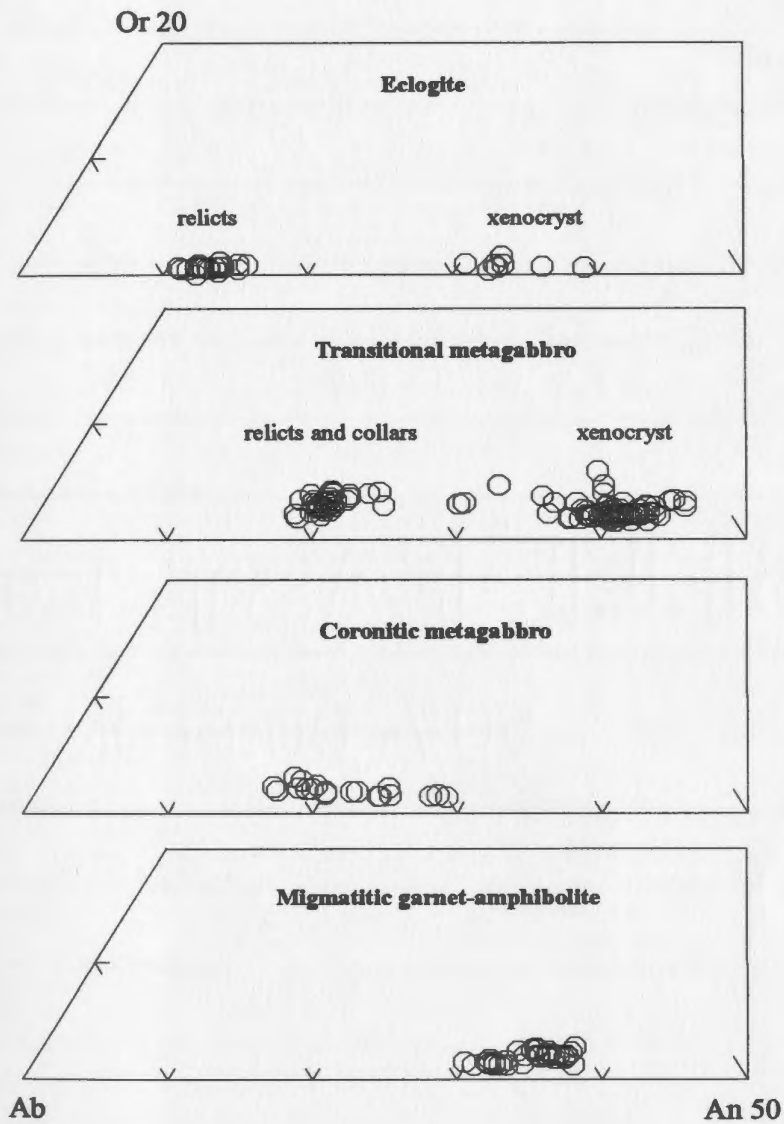 Or 20
Eclogite
relicts
xenocryst
Transitional metagabbro
relicts and collars
xenocryst
Coronitic metagabbro
Migmatitic garnet-amphibolite
Ab
An 50